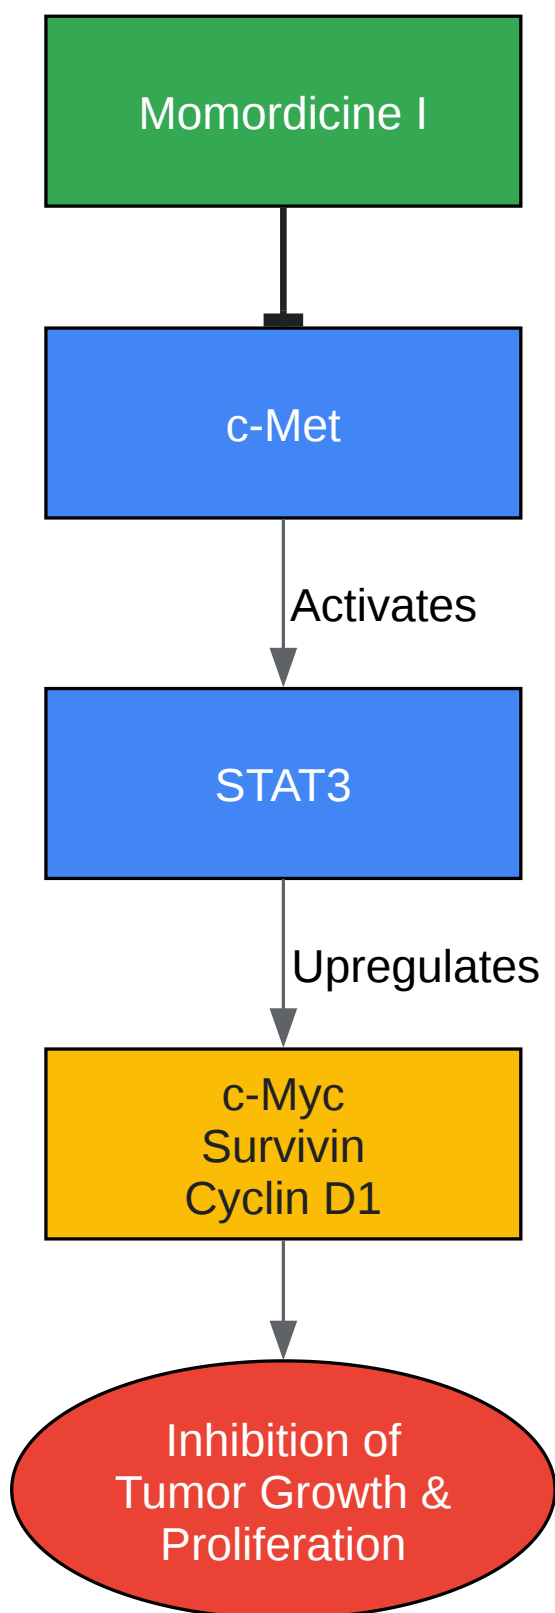 Momordicine I
c-Met
Activates
STAT3
Upregulates
c-Myc
Survivin
Cyclin D1
Inhibition of
Tumor Growth &
Proliferation